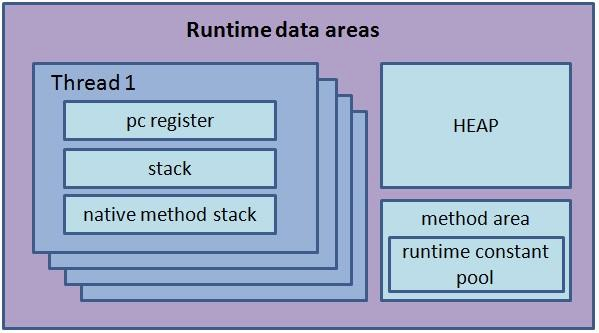 Runtime data areas
Thread 1
pc register
stack
native method stack
HEAP
method area
runtime constant
pool